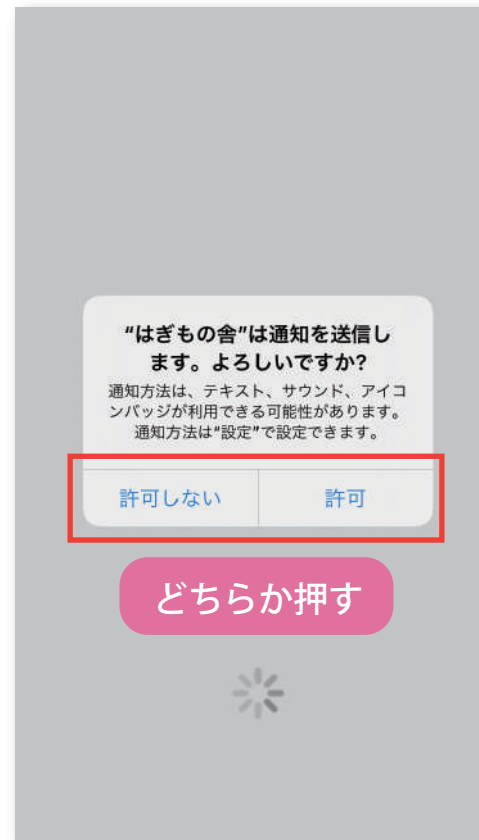 “はぎもの舎”は通知を送信し
ます。よろしいですか?
通知方法は、テキスト、サウンド、アイコ
ンバッジが利用できる可能性があります。
通知方法は“設定”で設定できます。
許可しない 許可
どちらか押す